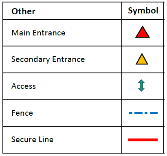 Other Symbol
Main Entrance
Secondary Entrance
Access
Fence
Secure Line